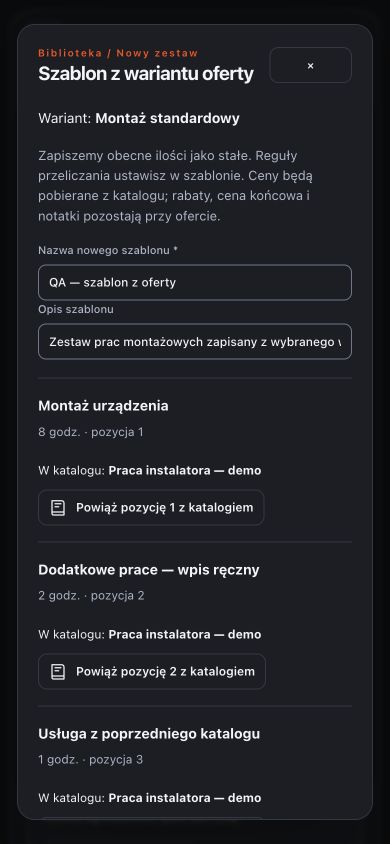 Biblioteka / Nowy zestaw
Szablon z wariantu oferty
×
Wariant: Montaż standardowy
Zapiszemy obecne ilości jako stałe. Reguły
przeliczania ustawisz w szablonie. Ceny będą
pobierane z katalogu; rabaty, cena końcowa i
notatki pozostają przy ofercie.
Nazwa nowego szablonu *
QA — szablon z oferty
Opis szablonu
Zestaw prac montażowych zapisany z wybranego
Montaż urządzenia
8 godz. · pozycja 1
W katalogu: Praca instalatora — demo
Powiąż pozycję 1 z katalogiem
Dodatkowe prace — wpis ręczny
2 godz. · pozycja 2
W katalogu: Praca instalatora — demo
Powiąż pozycję 2 z katalogiem
Usługa z poprzedniego katalogu
1 godz. · pozycja 3
W katalogu: Praca instalatora — demo